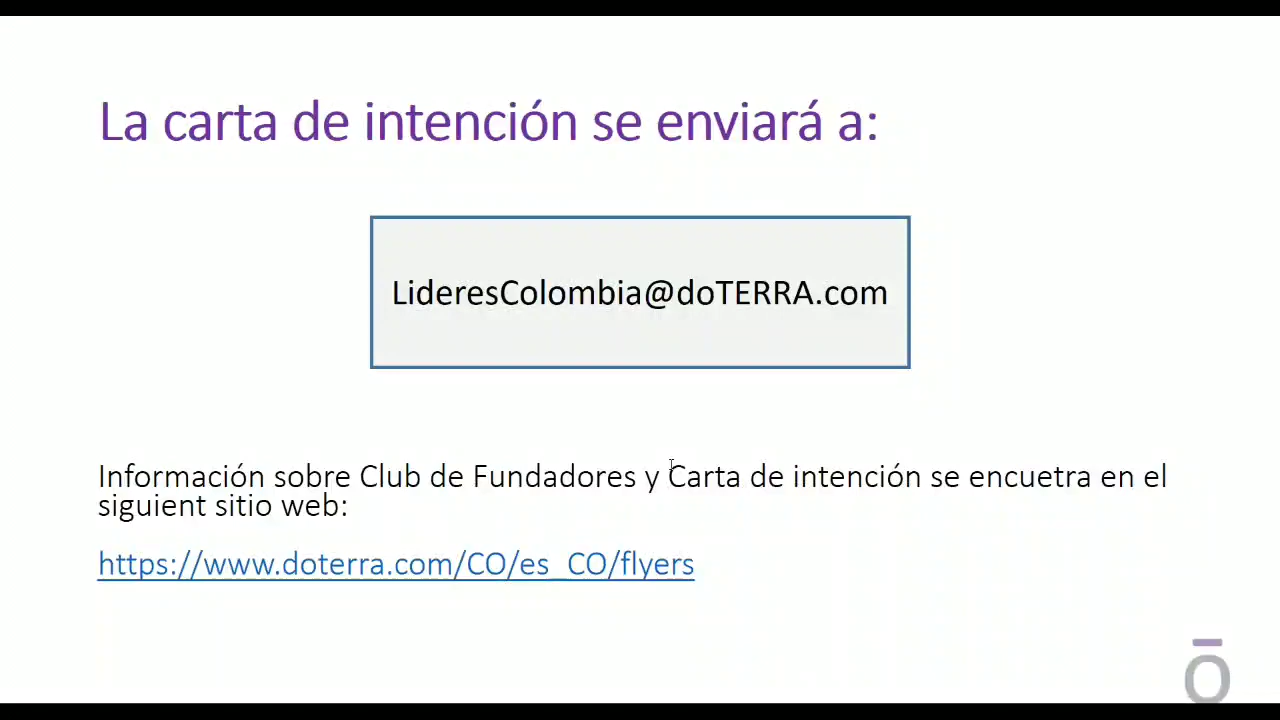 La carta de intención se enviará a:
LideresColombia@doTERRA.com
Información sobre Club de Fundadores y Carta de intención se encuetra en el
siguient sitio web:
https://www.doterra.com/CO/es_CO/flyers
ō